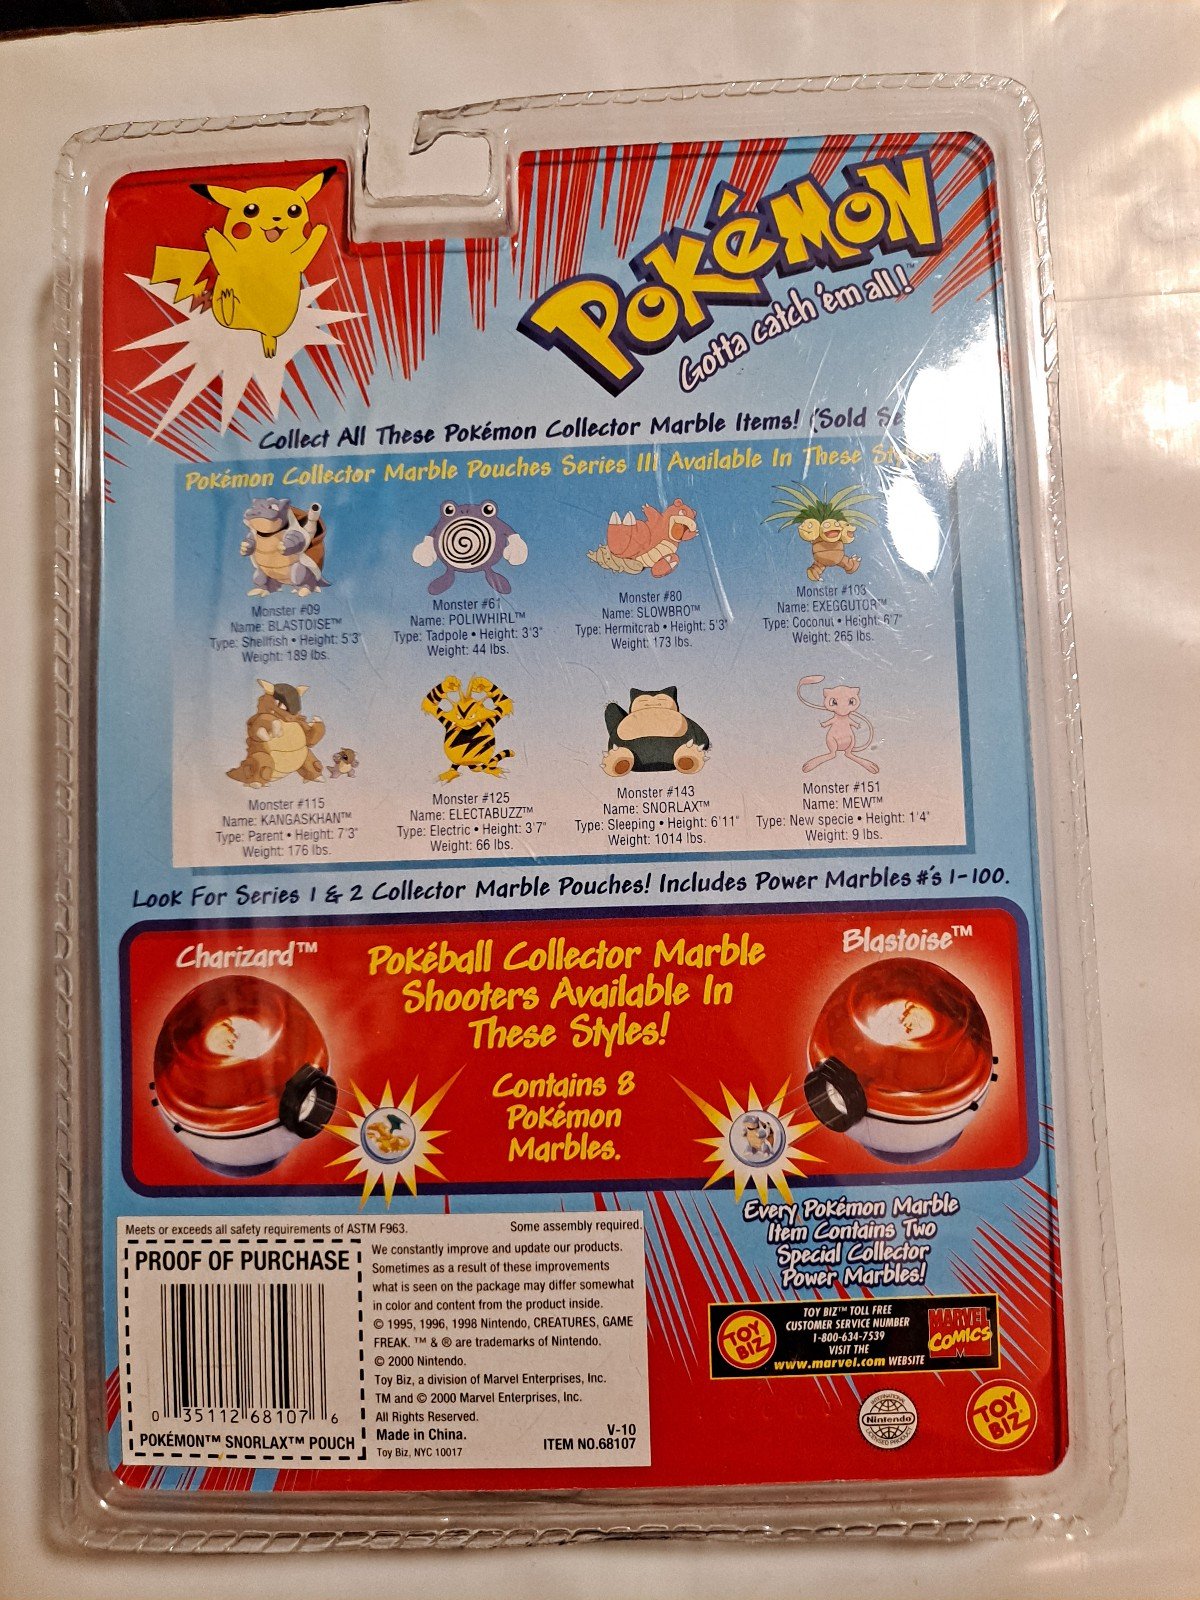 POKéMON
Gotta catch 'em all!™
Collect All These Pokémon Collector Marble Items! (Sold
Pokémon Collector Marble Pouches Series III Available In These
Monster #09
Name: BLASTOISE™
Type: Shellfish • Height: 5'3
Weight: 189 lbs.
Monster #61
Name: POLIWHIRL™
Type: Tadpole • Height: 3'3"
Weight: 44 lbs.
Monster #80
Name: SLOWBRO™
Type: Hermitcrab • Height: 5'3"
Weight: 173 lbs.
Monster #103
Name: EXEGGUTOR™
Type: Coconut • Height: 6'7"
Weight: 265 lbs.
Monster #115
Name: KANGASKHAN™
Type: Parent • Height: 7'3"
Weight: 176 lbs.
Monster #125
Name: ELECTABUZZ™
Type: Electric • Height: 3'7"
Weight: 66 lbs.
Monster #143
Name: SNORLAX™
Type: Sleeping • Height: 6'11"
Weight: 1014 lbs.
Monster #151
Name: MEW™
Type: New specie • Height: 1'4"
Weight: 9 lbs.
Look For Series 1 & 2 Collector Marble Pouches! Includes Power Marbles #'s 1-100.
Charizard™
Pokéball Collector Marble
Shooters Available In
These Styles!
Contains 8
Pokémon
Marbles.
Blastoise™
Every Pokémon Marble
Item Contains Two
Special Collector
Power Marbles!
Meets or exceeds all safety requirements of ASTM F963.
Some assembly required.
PROOF OF PURCHASE
0 35112 68107 6
POKÉMON™ SNORLAX™ POUCH
We constantly improve and update our products.
Sometimes as a result of these improvements
what is seen on the package may differ somewhat
in color and content from the product inside.
© 1995, 1996, 1998 Nintendo, CREATURES, GAME
FREAK. ™ & ® are trademarks of Nintendo.
© 2000 Nintendo.
Toy Biz, a division of Marvel Enterprises, Inc.
TM and © 2000 Marvel Enterprises, Inc.
All Rights Reserved.
Made in China.
Toy Biz, NYC 10017
V-10
ITEM NO.68107
TOY BIZ
TOY BIZ™ TOLL FREE
CUSTOMER SERVICE NUMBER
1-800-634-7539
VISIT THE
www.marvel.com WEBSITE
MARVEL
COMICS
M
Nintendo
LICENSED PRODUCT
TOY BIZ